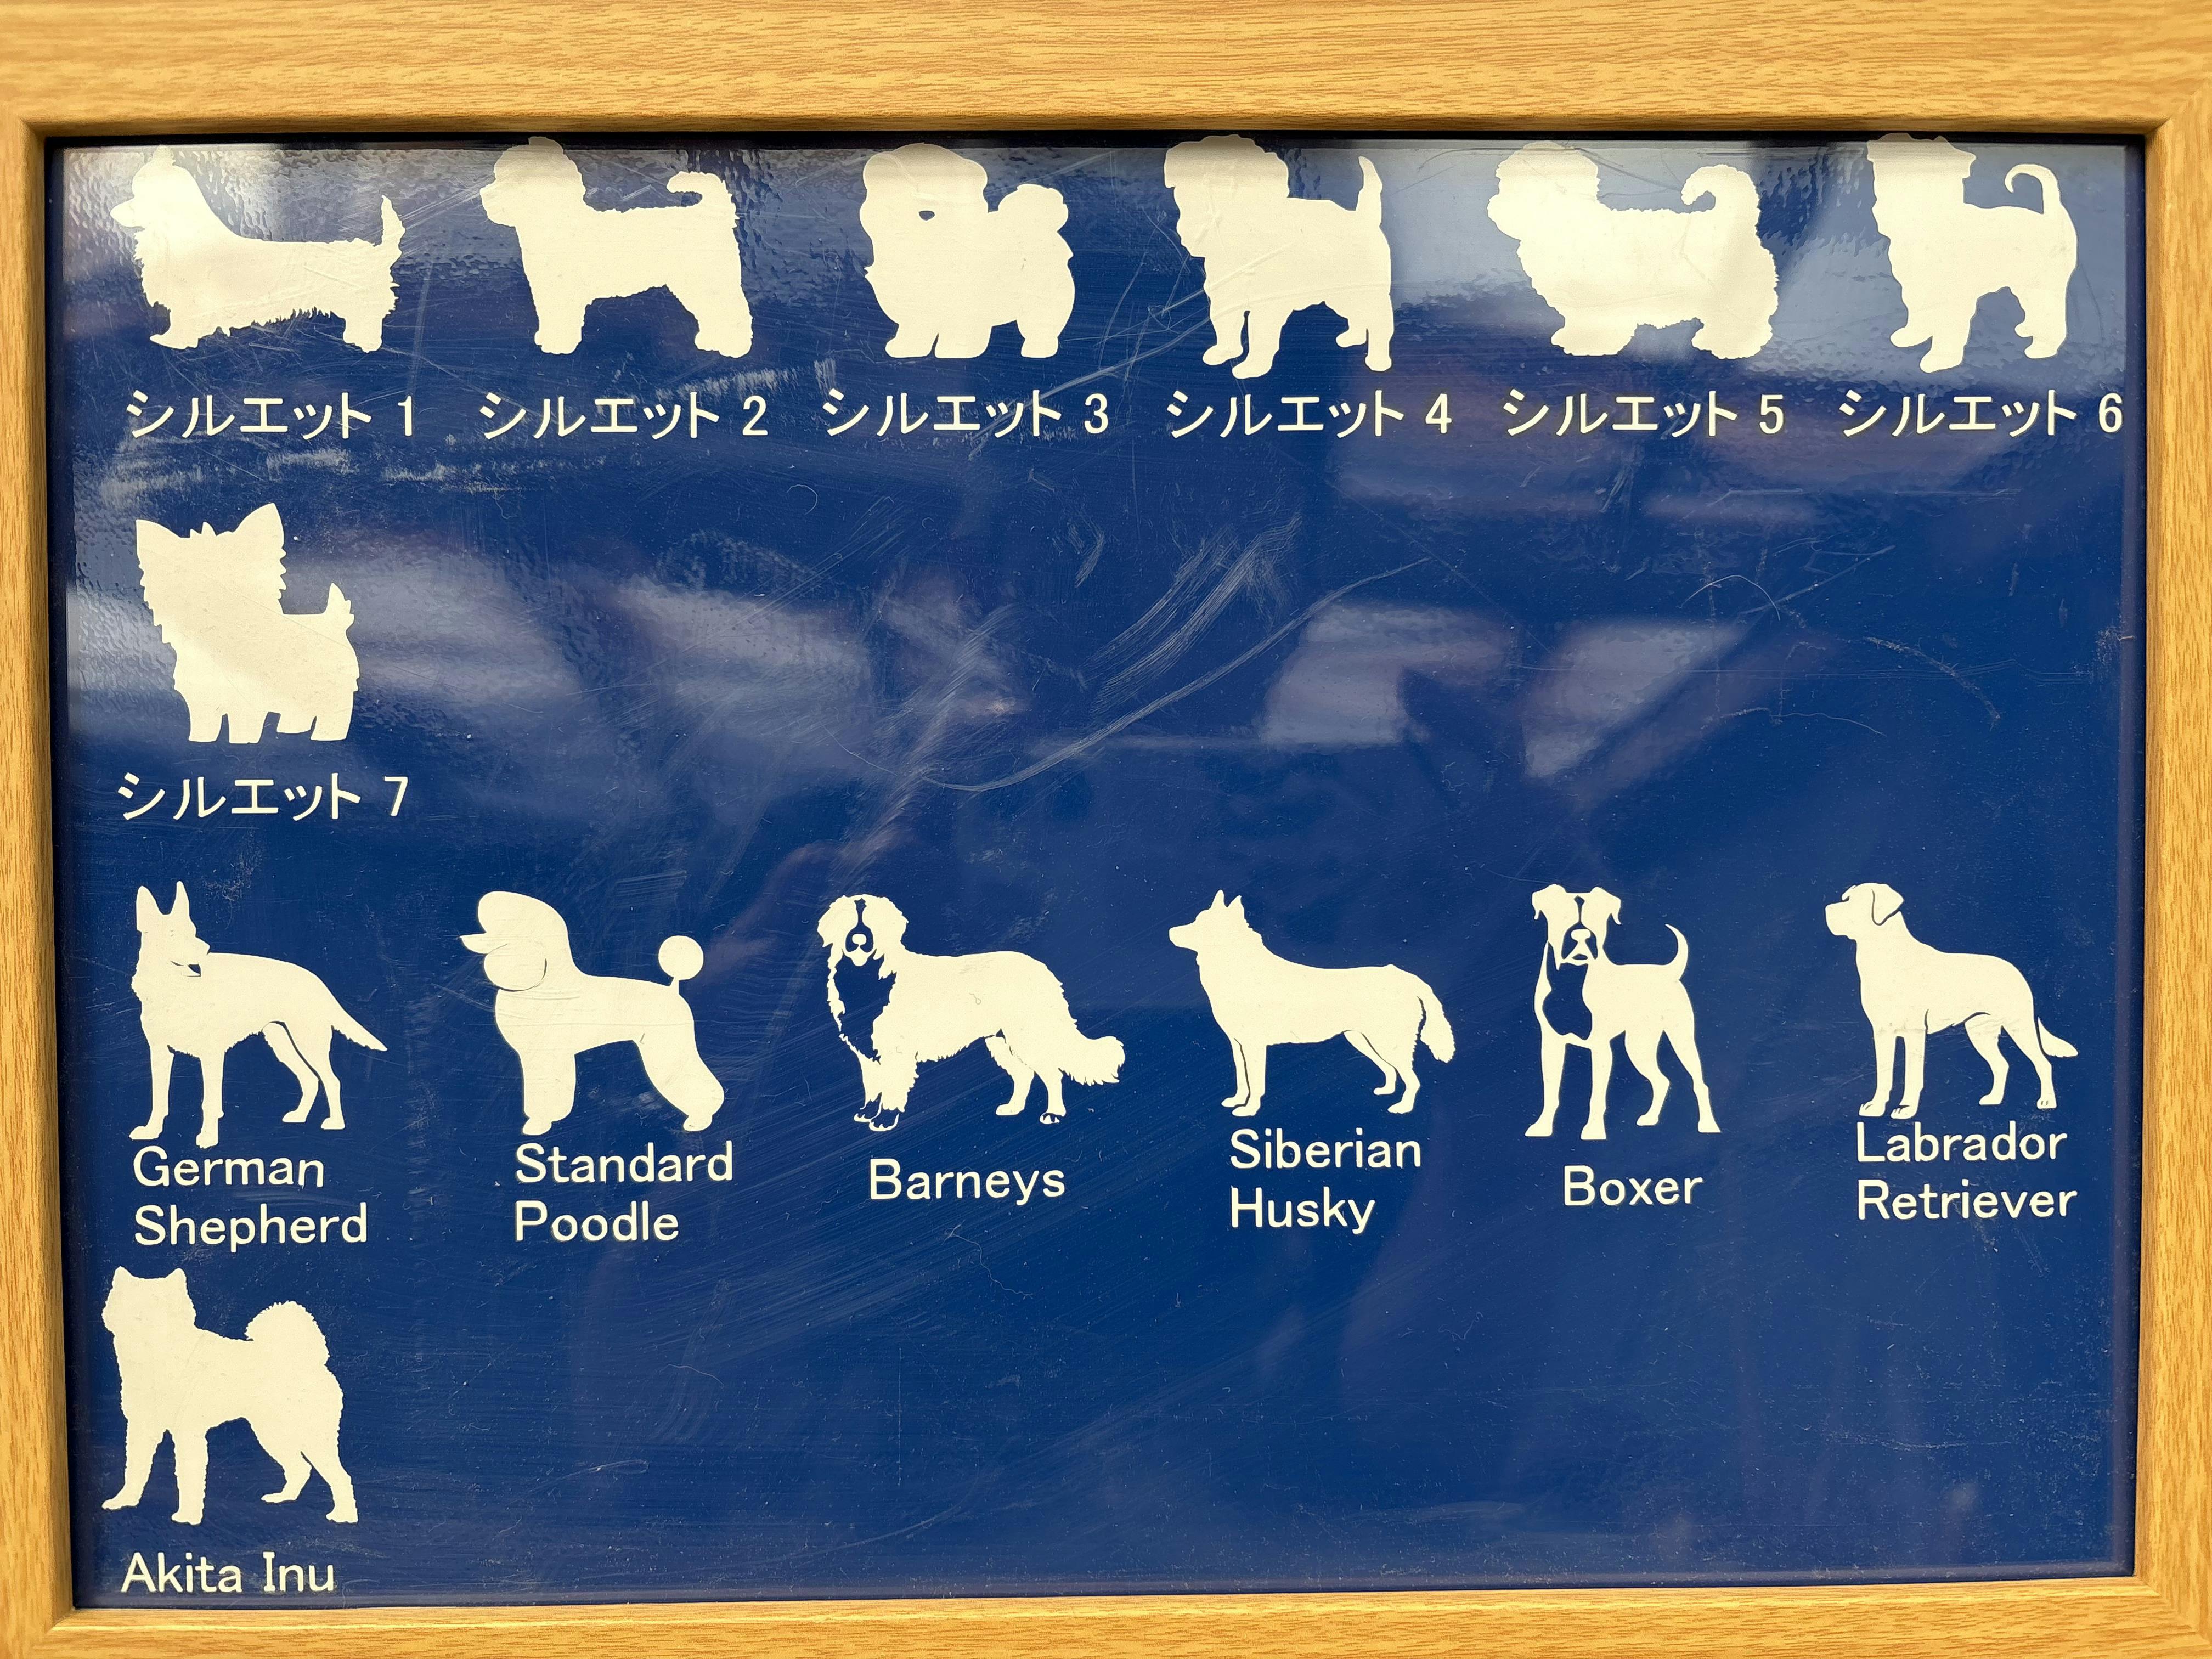 シルエット 1 シルエット 2 シルエット 3 シルエット 4 シルエット 5 シルエット 6
シルエット 7
German
Shepherd
Standard
Poodle
Barneys
Siberian
Husky
Boxer
Labrador
Retriever
Akita Inu